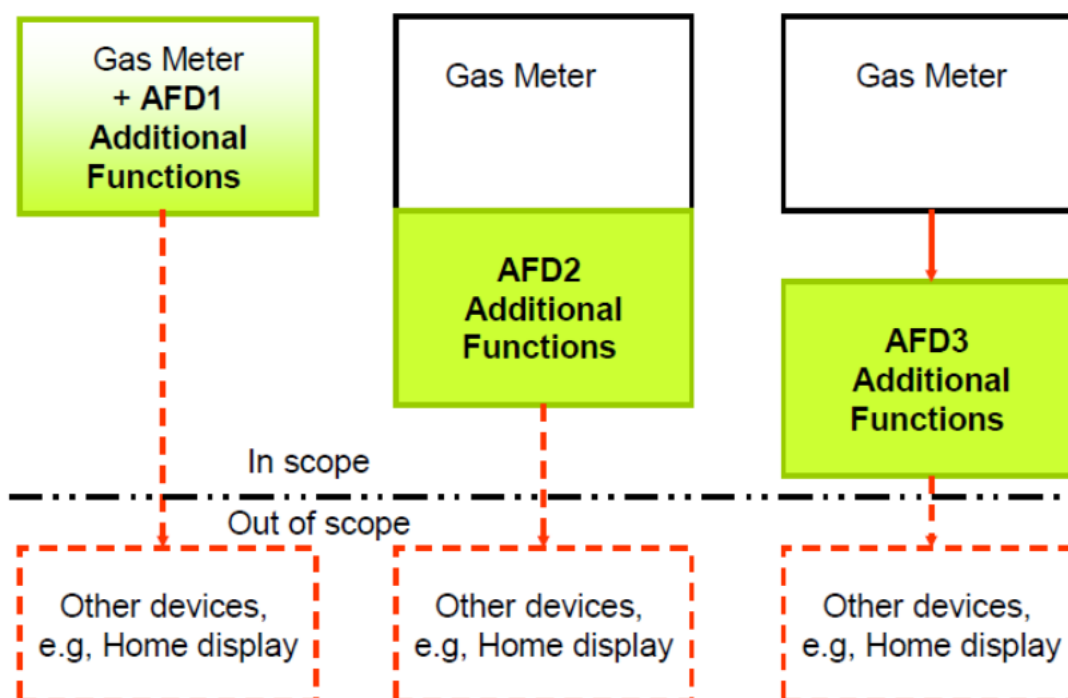 Gas Meter
+ AFD1
Additional
Functions
Gas Meter
AFD2
Additional
Functions
Gas Meter
AFD3
Additional
Functions
In scope
Out of scope
Other devices,
e.g, Home display
Other devices,
e.g, Home display
Other devices,
e.g, Home display